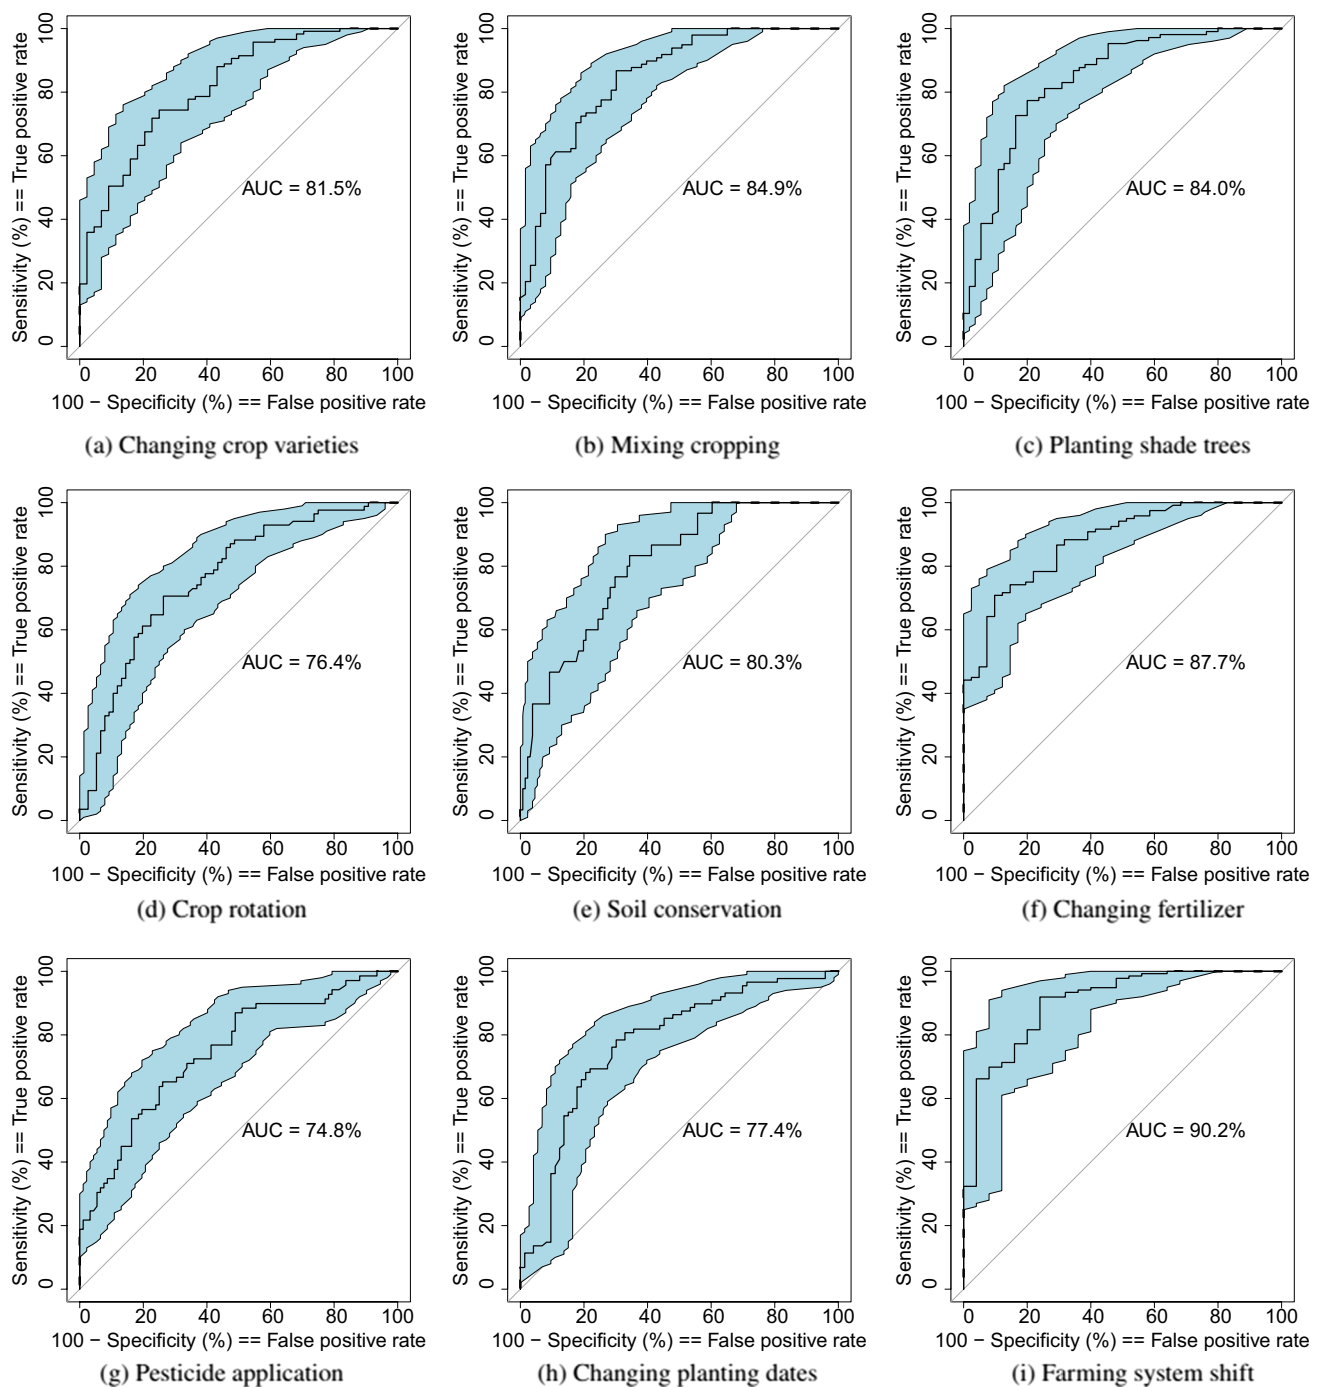 Sensitivity (%) == True positive rate
0 20 40 60 80 100
AUC = 81.5%
0 20 40 60 80 100
100 − Specificity (%) == False positive rate
(a) Changing crop varieties
Sensitivity (%) == True positive rate
0 20 40 60 80 100
AUC = 84.9%
0 20 40 60 80 100
100 − Specificity (%) == False positive rate
(b) Mixing cropping
Sensitivity (%) == True positive rate
0 20 40 60 80 100
AUC = 84.0%
0 20 40 60 80 100
100 − Specificity (%) == False positive rate
(c) Planting shade trees
Sensitivity (%) == True positive rate
0 20 40 60 80 100
AUC = 76.4%
0 20 40 60 80 100
100 − Specificity (%) == False positive rate
(d) Crop rotation
Sensitivity (%) == True positive rate
0 20 40 60 80 100
AUC = 80.3%
0 20 40 60 80 100
100 − Specificity (%) == False positive rate
(e) Soil conservation
Sensitivity (%) == True positive rate
0 20 40 60 80 100
AUC = 87.7%
0 20 40 60 80 100
100 − Specificity (%) == False positive rate
(f) Changing fertilizer
Sensitivity (%) == True positive rate
0 20 40 60 80 100
AUC = 74.8%
0 20 40 60 80 100
100 − Specificity (%) == False positive rate
(g) Pesticide application
Sensitivity (%) == True positive rate
0 20 40 60 80 100
AUC = 77.4%
0 20 40 60 80 100
100 − Specificity (%) == False positive rate
(h) Changing planting dates
Sensitivity (%) == True positive rate
0 20 40 60 80 100
AUC = 90.2%
0 20 40 60 80 100
100 − Specificity (%) == False positive rate
(i) Farming system shift